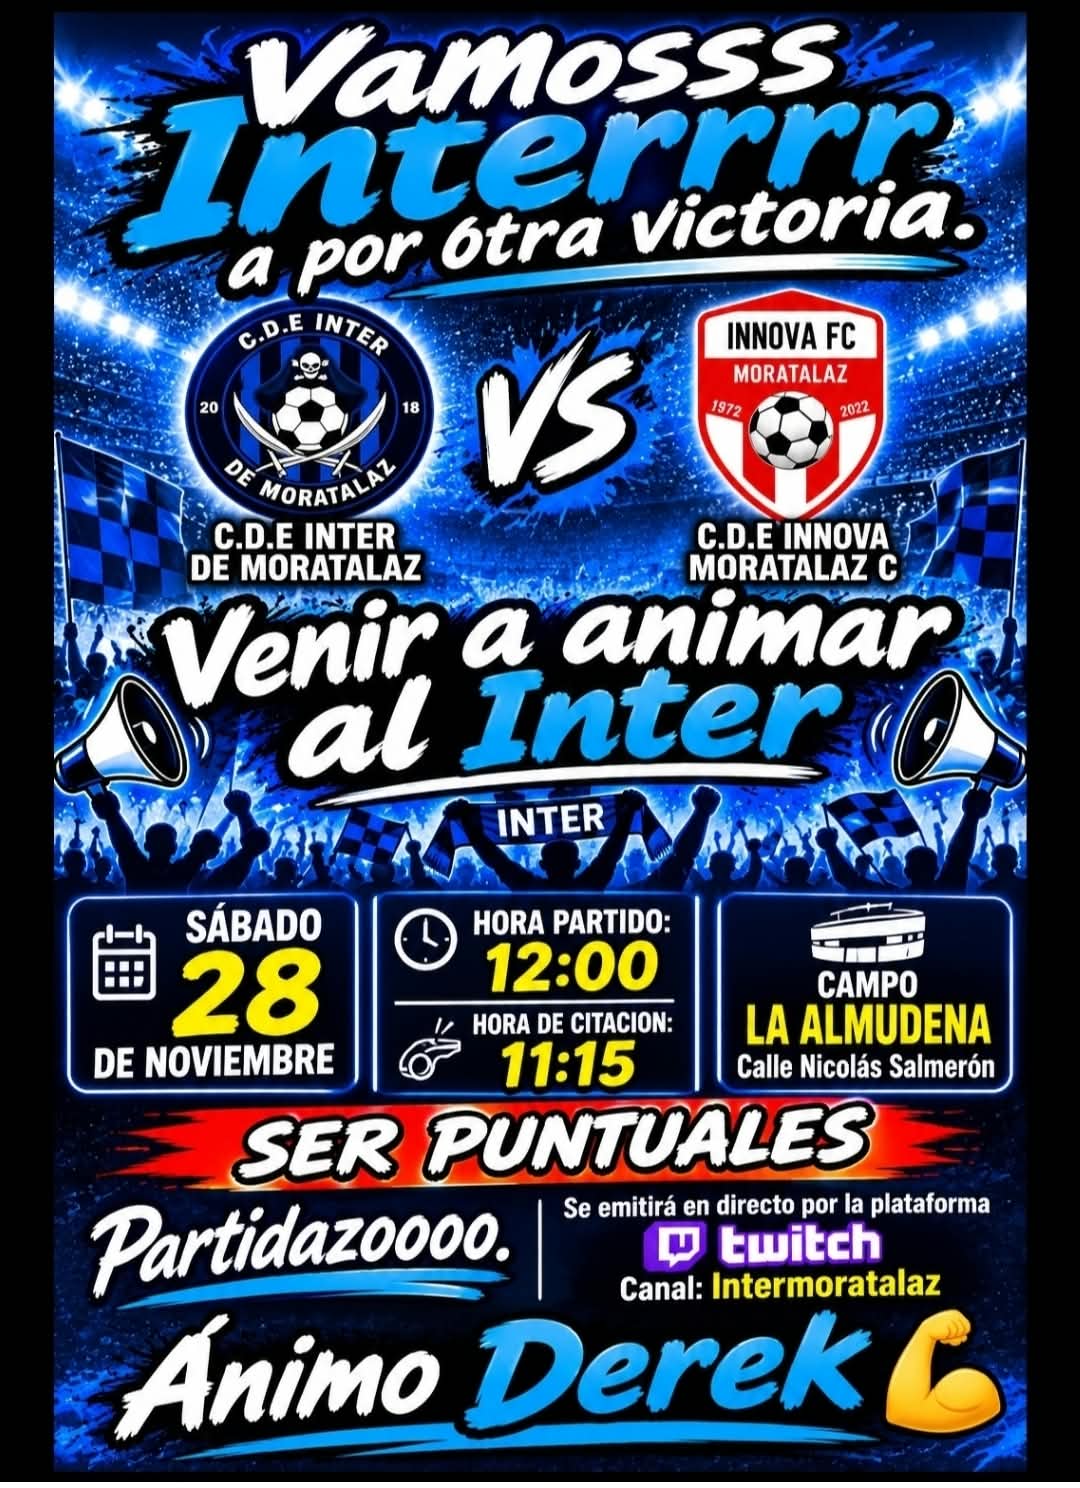 Vamosss
Interrrr
a por ótra victoria.
C.D.E INTER
20 18
DE MORATALAZ
VS
INNOVA FC
MORATALAZ
1972 2022
C.D.E INTER
DE MORATALAZ
C.D.E INNOVA
MORATALAZ C
Venir a animar
al Inter
INTER
SÁBADO
28
DE NOVIEMBRE
HORA PARTIDO:
12:00
HORA DE CITACION:
11:15
CAMPO
LA ALMUDENA
Calle Nicolás Salmerón
SER PUNTUALES
Partidazoooo.
Se emitirá en directo por la plataforma
twitch
Canal: Intermoratalaz
Ánimo Derek